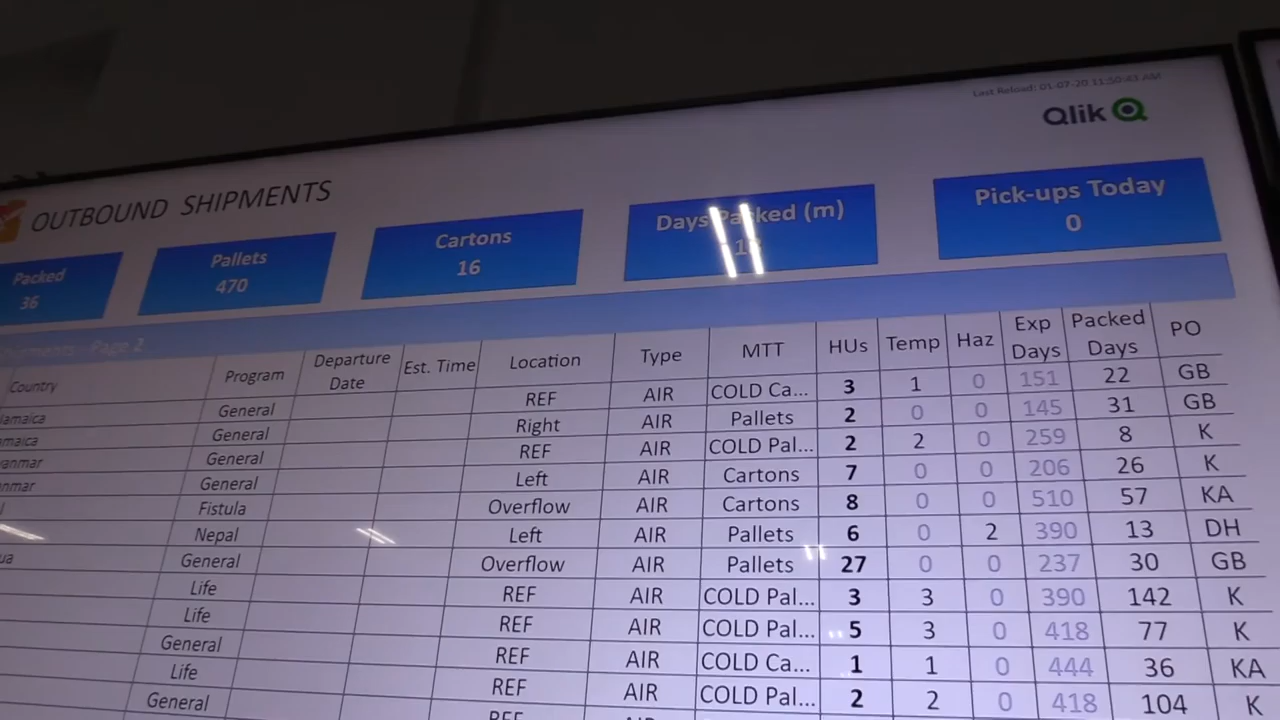 Last Reload: 01-07-20 11:50:43 AM
Qlik
OUTBOUND SHIPMENTS
Packed
36
Pallets
470
Cartons
16
Days Packed (m)
Pick-ups Today
0
Page 2
Country Program Departure Date Est. Time Location Type MTT HUs Temp Haz Exp Days Packed Days PO
Jamaica General REF AIR COLD Ca... 3 1 0 151 22 GB
maica General Right AIR Pallets 2 0 0 145 31 GB
anmar General REF AIR COLD Pal... 2 2 0 259 8 K
nmar General Left AIR Cartons 7 0 0 206 26 K
Fistula Overflow AIR Cartons 8 0 0 510 57 KA
Nepal Left AIR Pallets 6 0 2 390 13 DH
ua General Overflow AIR Pallets 27 0 0 237 30 GB
Life REF AIR COLD Pal... 3 3 0 390 142 K
Life REF AIR COLD Pal... 5 3 0 418 77 K
General REF AIR COLD Ca... 1 1 0 444 36 KA
Life REF AIR COLD Pal... 2 2 0 418 104 K
General REF